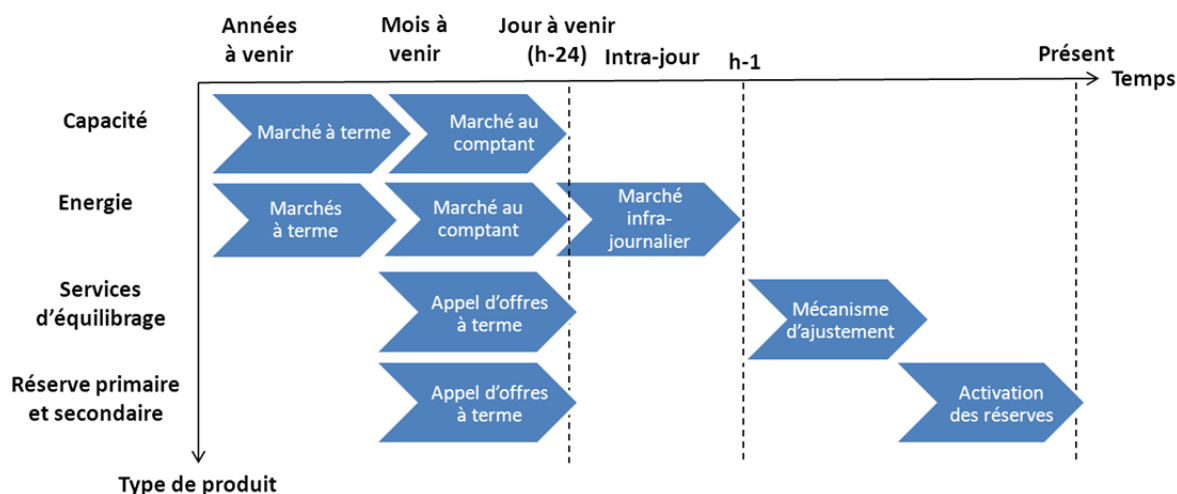 Années
à venir
Mois à
venir
Jour à venir
(h-24)
Intra-jour
h-1
Présent
Temps
Capacité
Marché à terme
Marché au
comptant
Energie
Marchés
à terme
Marché au
comptant
Marché
infra-
journalier
Services
d'équilibrage
Appel d'offres
à terme
Mécanisme
d'ajustement
Réserve primaire
et secondaire
Appel d'offres
à terme
Activation
des réserves
Type de produit